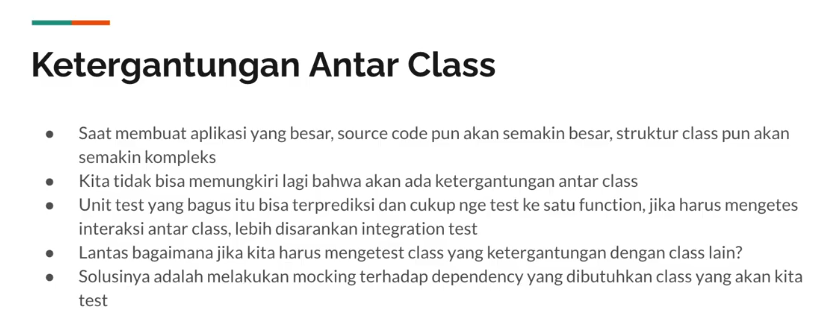 Ketergantungan Antar Class
● Saat membuat aplikasi yang besar, source code pun akan semakin besar, struktur class pun akan
semakin kompleks
● Kita tidak bisa memungkiri lagi bahwa akan ada ketergantungan antar class
● Unit test yang bagus itu bisa terprediksi dan cukup nge test ke satu function, jika harus mengetes
interaksi antar class, lebih disarankan integration test
● Lantas bagaimana jika kita harus mengetest class yang ketergantungan dengan class lain?
● Solusinya adalah melakukan mocking terhadap dependency yang dibutuhkan class yang akan kita
test